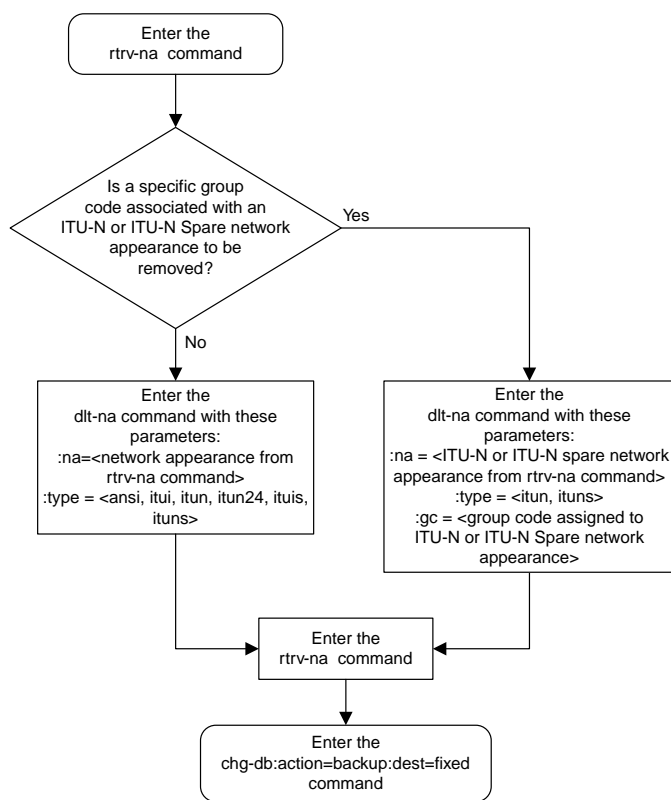 Enter the
rtrv-na command
Is a specific group
code associated with an
ITU-N or ITU-N Spare network
appearance to be
removed?
Yes
No
Enter the
dlt-na command with these
parameters:
:na=<network appearance from
rtrv-na command>
:type = <ansi, itui, itun, itun24, ituis,
ituns>
Enter the
dlt-na command with these
parameters:
:na = <ITU-N or ITU-N spare network
appearance from rtrv-na command>
:type = <itun, ituns>
:gc = <group code assigned to
ITU-N or ITU-N Spare network
appearance>
Enter the
rtrv-na command
Enter the
chg-db:action=backup:dest=fixed
command